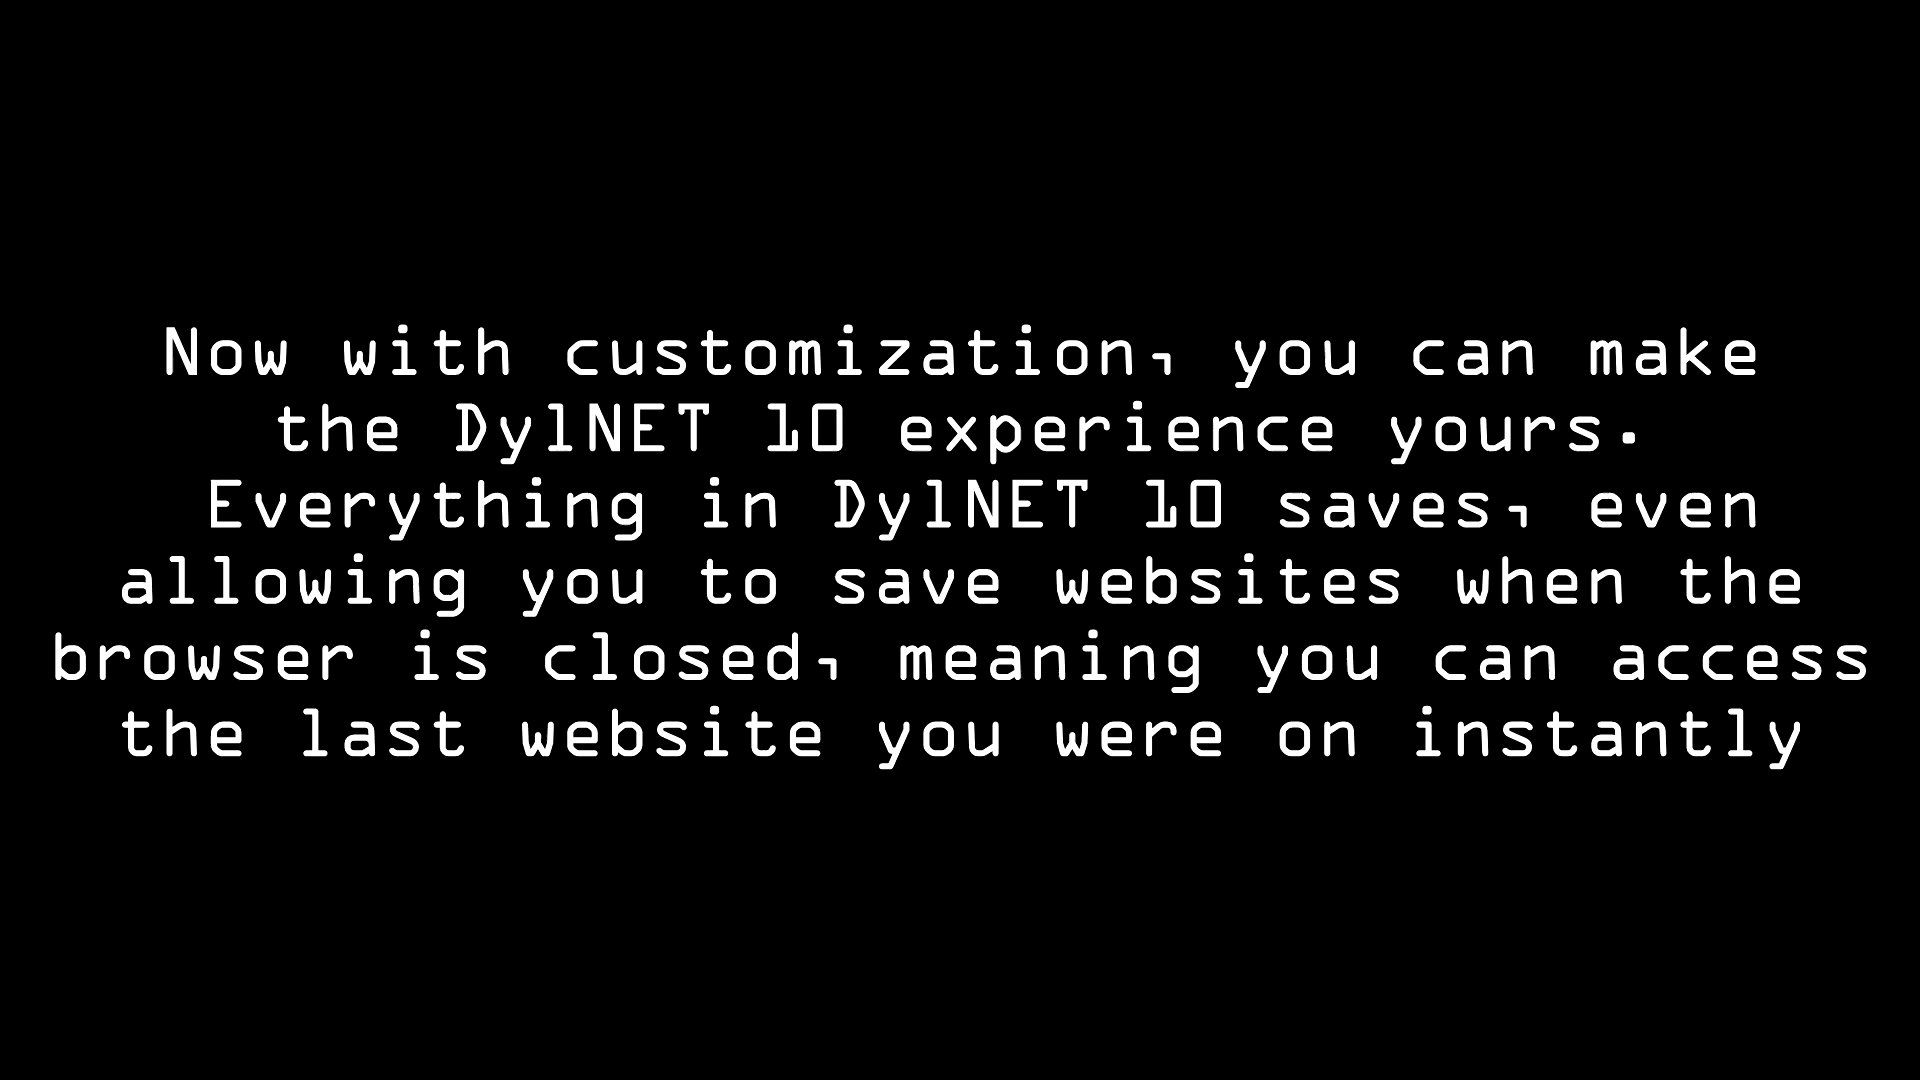 Now with customization, you can make
the DylNET 10 experience yours.
Everything in DylNET 10 saves, even
allowing you to save websites when the
browser is closed, meaning you can access
the last website you were on instantly